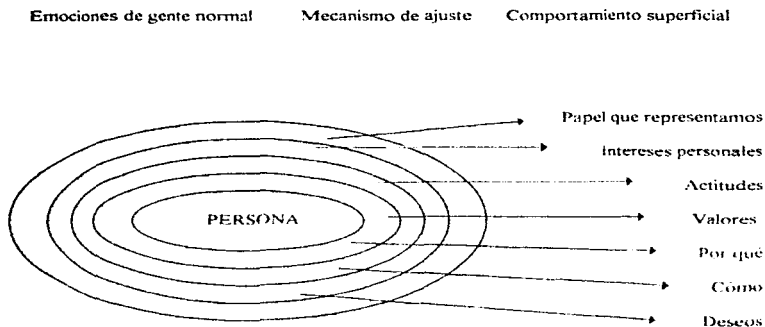 Emociones de gente normal Mecanismo de ajuste Comportamiento superficial
Papel que representamos
Intereses personales
Actitudes
PERSONA
Valores
Por qué
Cómo
Deseos